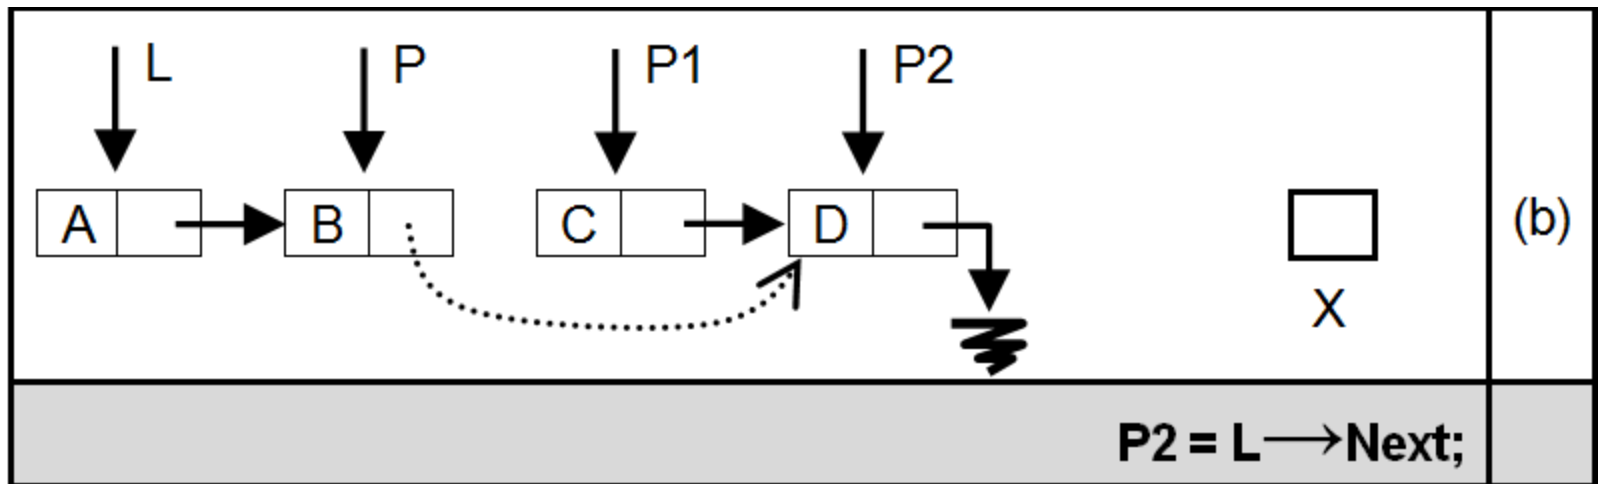 L P P1 P2
A B C D (b)
X
P2 = L⟶Next;